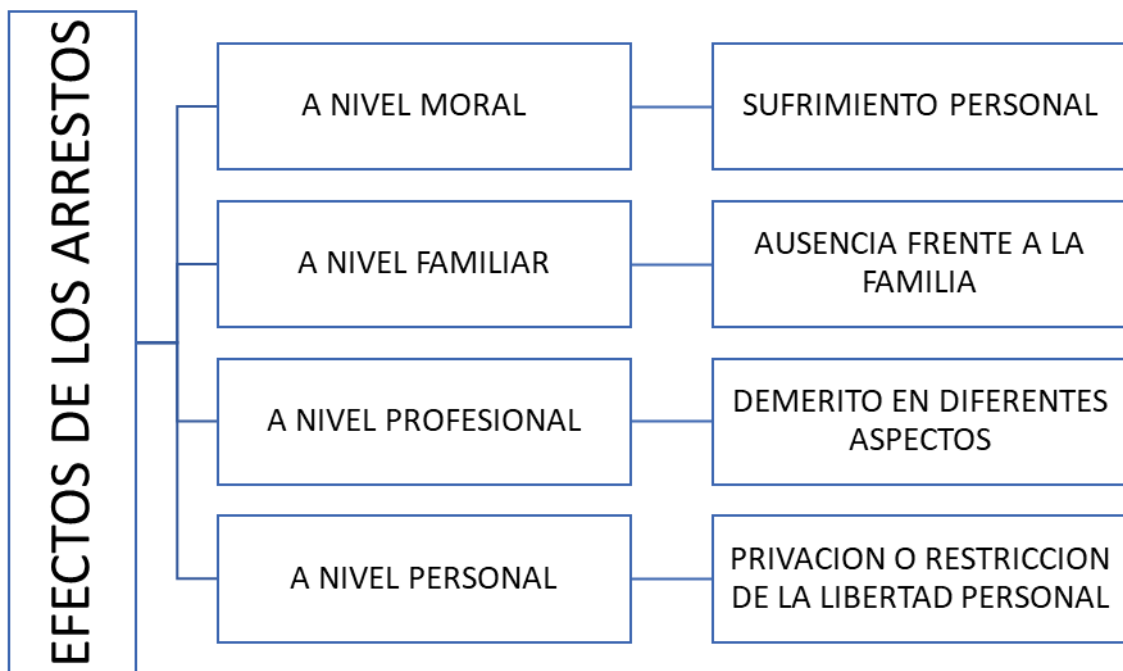 EFECTOS DE LOS ARRESTOS
A NIVEL MORAL
SUFRIMIENTO PERSONAL
A NIVEL FAMILIAR
AUSENCIA FRENTE A LA
FAMILIA
A NIVEL PROFESIONAL
DEMERITO EN DIFERENTES
ASPECTOS
A NIVEL PERSONAL
PRIVACION O RESTRICCION
DE LA LIBERTAD PERSONAL